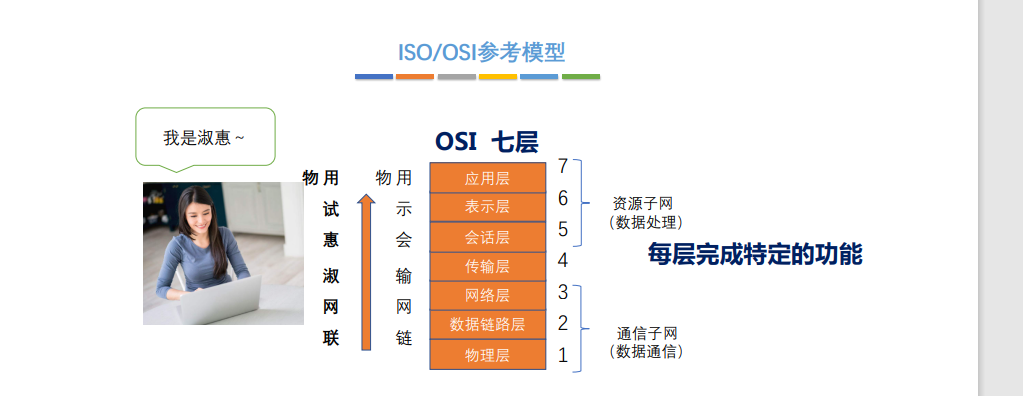 ISO/OSI参考模型
我是淑惠~
OSI 七层
物用
试
惠
淑
网
联
物用
示
会
输
网
链
应用层
表示层
会话层
传输层
网络层
数据链路层
物理层
7
6
5
4
3
2
1
资源子网
(数据处理)
每层完成特定的功能
通信子网
(数据通信)